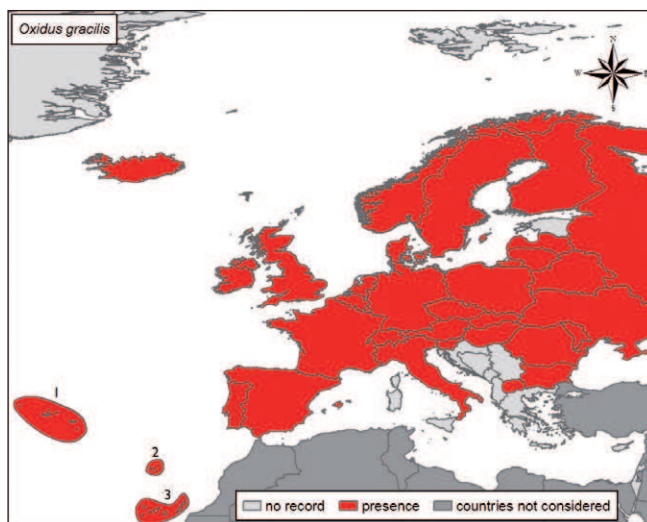 Oxidus gracilis
N
W
E
S
1
2
3
no record
presence
countries not considered